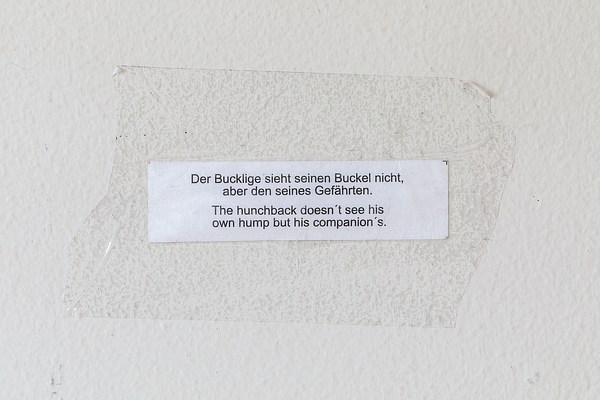 Der Bucklige sieht seinen Buckel nicht,
aber den seines Gefährten.
The hunchback doesn´t see his
own hump but his companion´s.